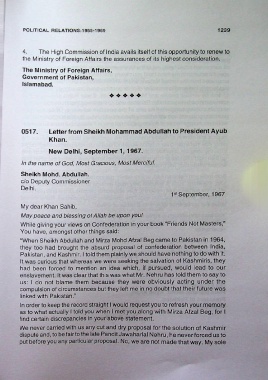 POLITICAL RELATIONS: 1965-1969 1239
4. The High Commission of India avails itself of this opportunity to renew to
the Ministry of Foreign Affairs the assurances of its highest consideration.
The Ministry of Foreign Affairs,
Government of Pakistan,
Islamabad.
◆ ◆ ◆ ◆ ◆
0517. Letter from Sheikh Mohammad Abdullah to President Ayub
Khan.
New Delhi, September 1, 1967.
In the name of God, Most Gracious, Most Merciful.
Sheikh Mohd. Abdullah.
c/o Deputy Commissioner
Delhi.
1st September, 1967
My dear Khan Sahib,
May peace and blessing of Allah be upon you!
While giving your views on Confederation in your book "Friends Not Masters,"
You have, amongst other things said:
"When Sheikh Abdullah and Mirza Mohd Afzal Beg came to Pakistan in 1964,
they too had brought the absurd proposal of confederation between India,
Pakistan, and Kashmir. I told them plainly we should have nothing to do with it.
It was curious that whereas we were seeking the salvation of Kashmiris, they
had been forced to mention an idea which, if pursued, would lead to our
enslavement. It was clear that this was what Mr. Nehru had told them to say to
us; I do not blame them because they were obviously acting under the
compulsion of circumstances but they left me in no doubt that their future was
linked with Pakistan."
In order to keep the record straight I would request you to refresh your memory
as to what actually I told you when I met you along with Mirza Afzal Beg, for I
find certain discrepancies in your above statement.
We never carried with us any cut and dry proposal for the solution of Kashmir
dispute and, to be fair to the late Pandit Jawaharlal Nehru, he never forced us to
put before you any particular proposal. No, we are not made that way. My sole